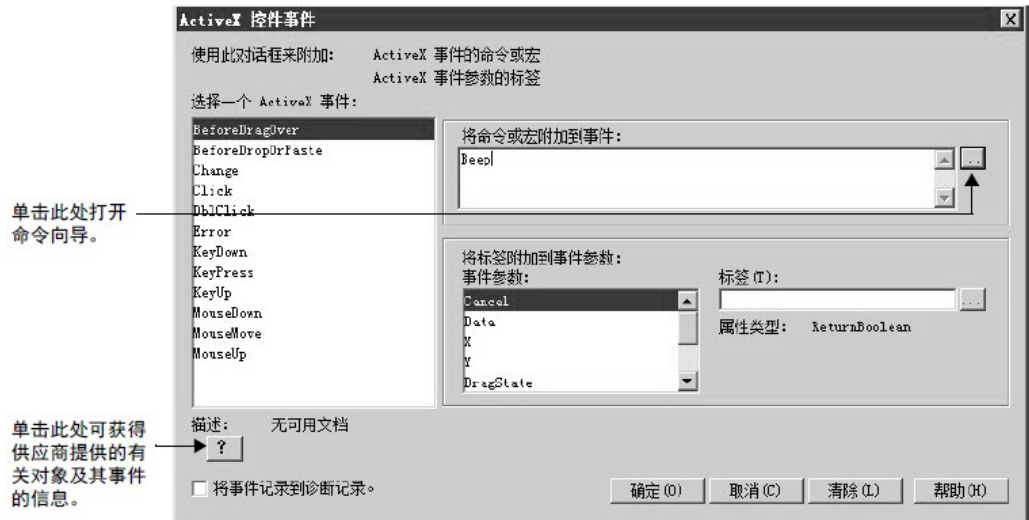 ActiveX 控件事件
使用此对话框来附加: ActiveX 事件的命令或宏
ActiveX 事件参数的标签
选择一个 ActiveX 事件:
BeforeDragOver
BeforeDropOrPaste
Change
Click
DblClick
Error
KeyDown
KeyPress
KeyUp
MouseDown
MouseMove
MouseUp
将命令或宏附加到事件:
Beep
...
单击此处打开
命令向导。
将标签附加到事件参数:
事件参数:
Cancel
Data
X
Y
DragState
标签(T):
...
属性类型: ReturnBoolean
描述: 无可用文档
?
单击此处可获得
供应商提供的有
关对象及其事件
的信息。
将事件记录到诊断记录。
确定(O) 取消(C) 清除(L) 帮助(H)